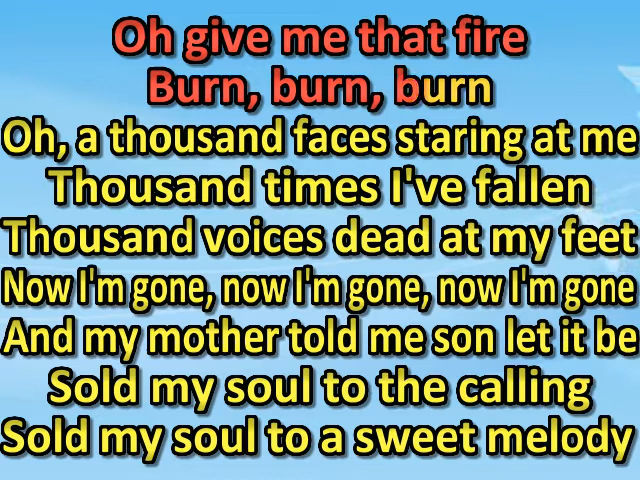 Oh give me that fire
Burn, burn, burn
Oh, a thousand faces staring at me
Thousand times I've fallen
Thousand voices dead at my feet
Now I'm gone, now I'm gone, now I'm gone
And my mother told me son let it be
Sold my soul to the calling
Sold my soul to a sweet melody